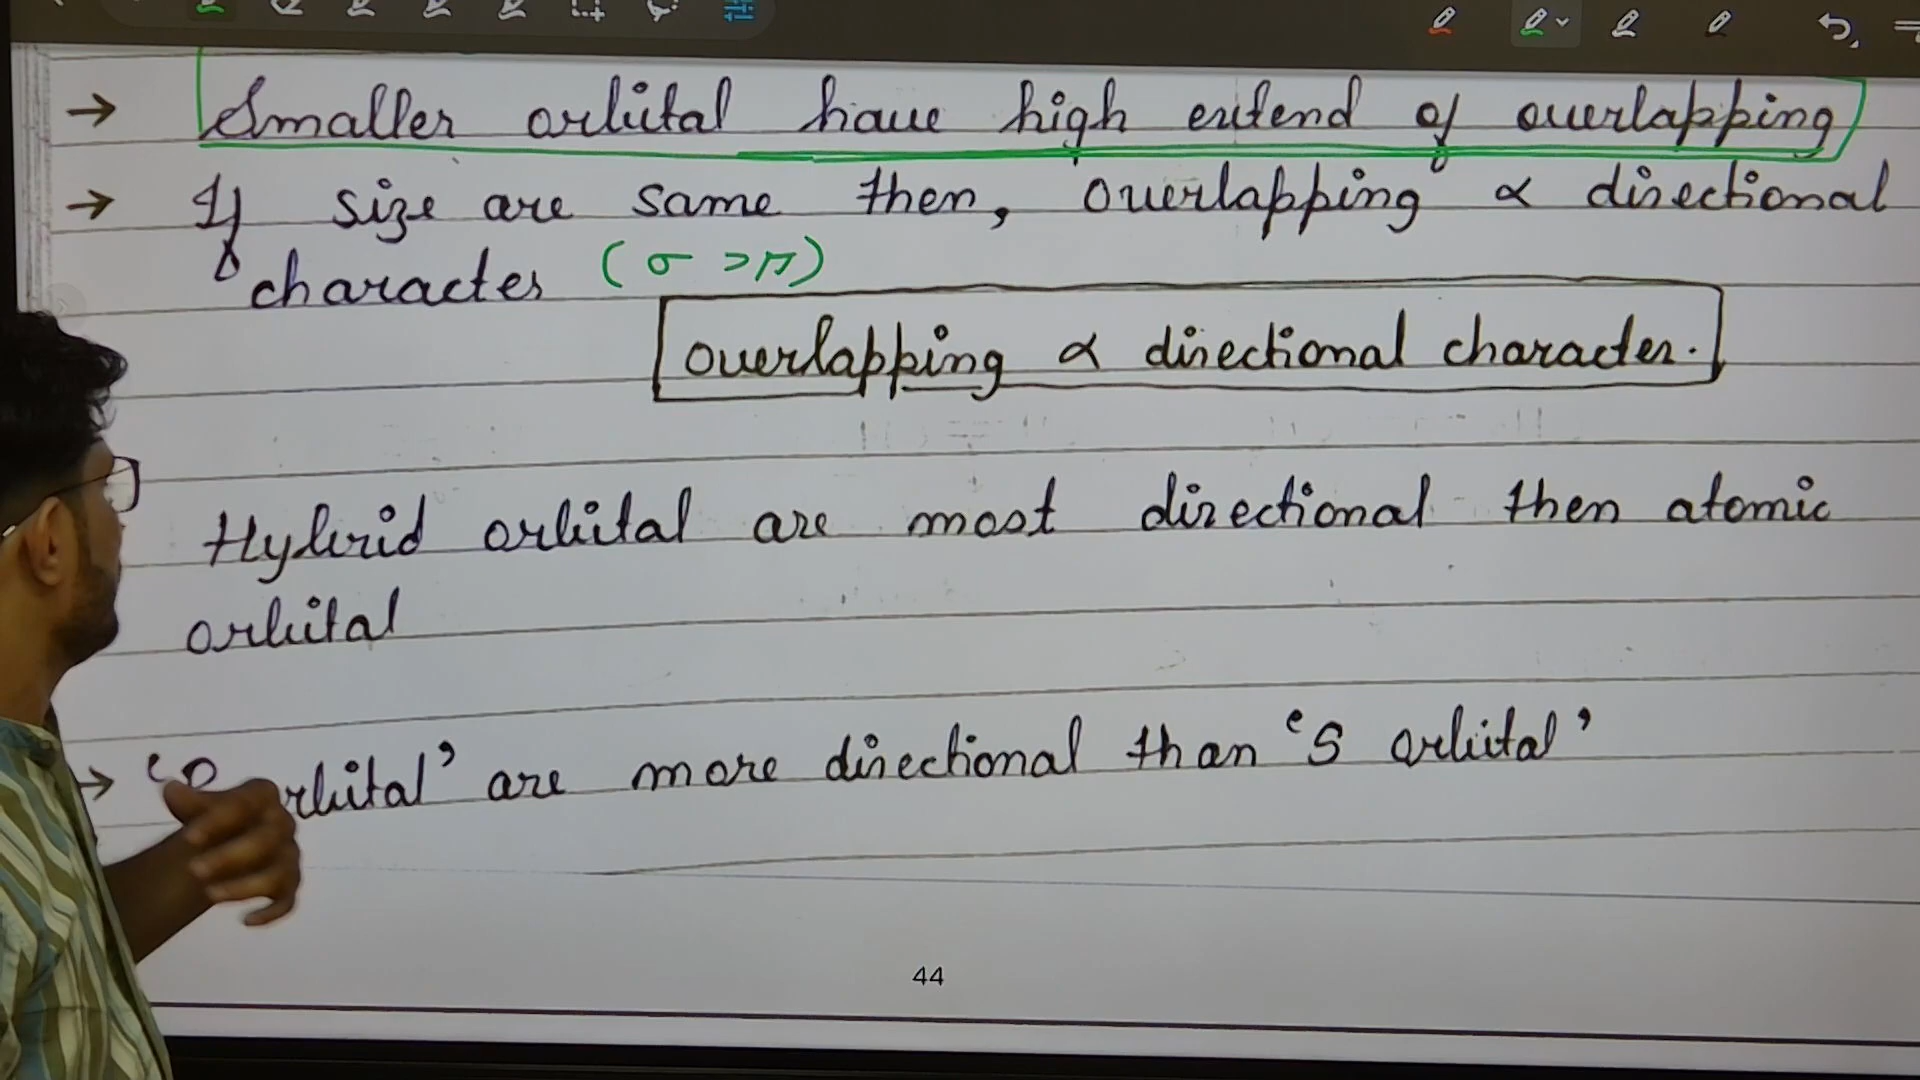 → Smaller orbital have high extend of overlapping
→ If size are same then, overlapping ∝ directional
character (σ > π)
overlapping ∝ directional character.
Hybrid orbital are most directional then atomic
orbital
→ 'P orbital' are more directional than 'S orbital'
44